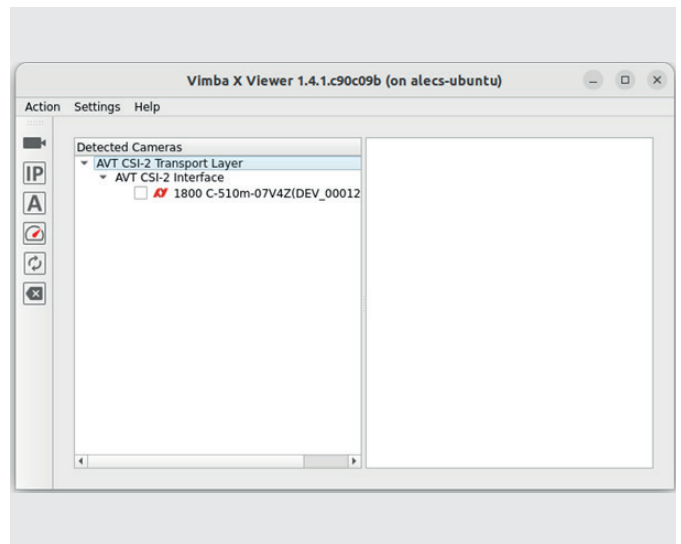 Vimba X Viewer 1.4.1.c90c09b (on alecs-ubuntu)
Action Settings Help
Detected Cameras
AVT CSI-2 Transport Layer
IP
AVT CSI-2 Interface
1800 C-510m-07V4Z(DEV_00012
A